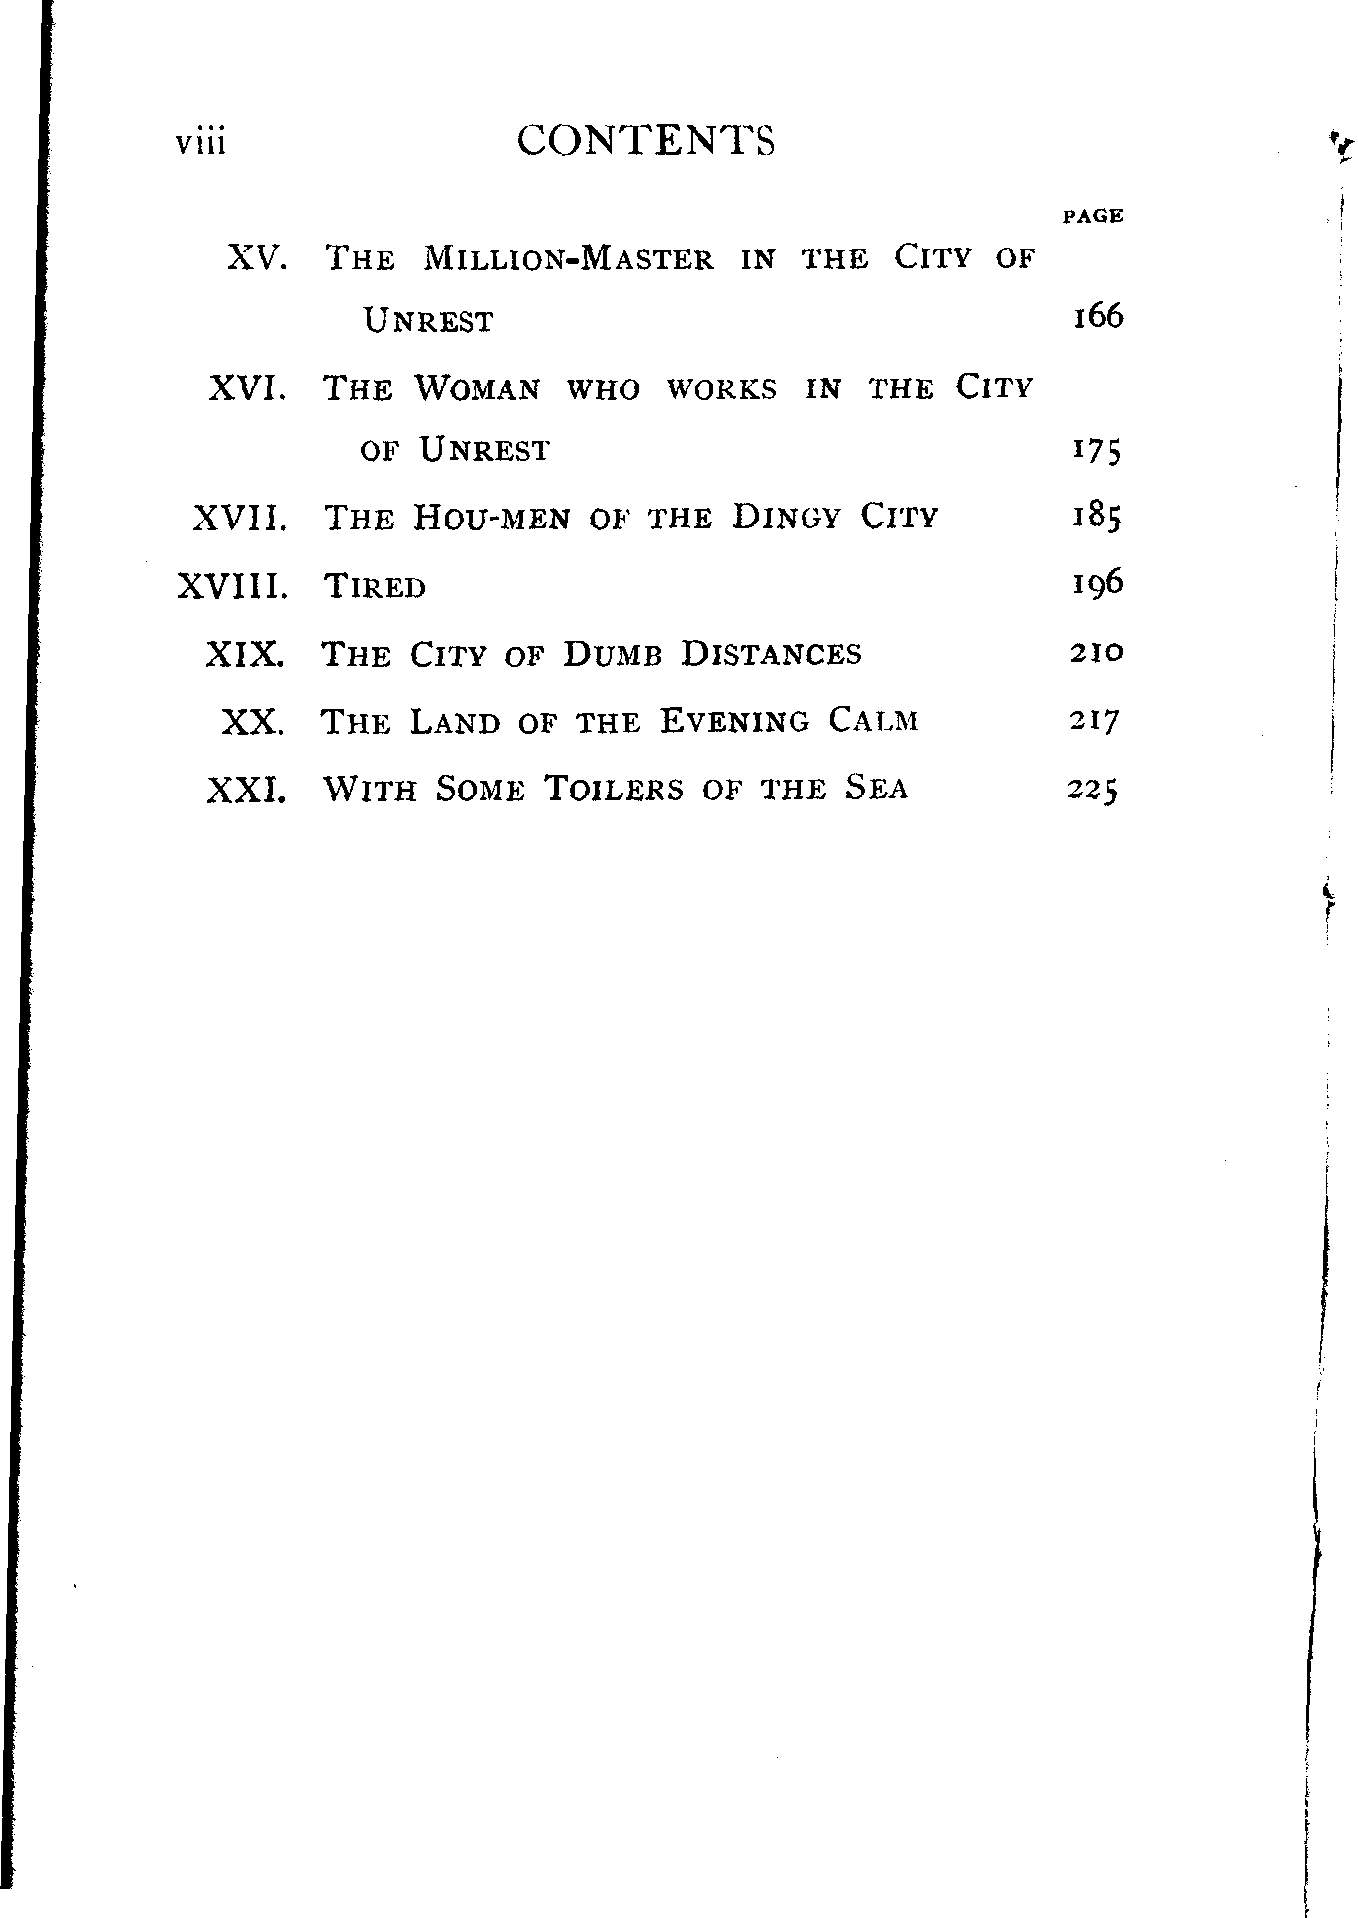 viii CONTENTS
PAGE
XV. The Million-Master in the City of
Unrest 166
XVI. The Woman who works in the City
of Unrest 175
XVII. The Hou-men of the Dingy City 185
XVIII. Tired 196
XIX. The City of Dumb Distances 210
XX. The Land of the Evening Calm 217
XXI. With Some Toilers of the Sea 225